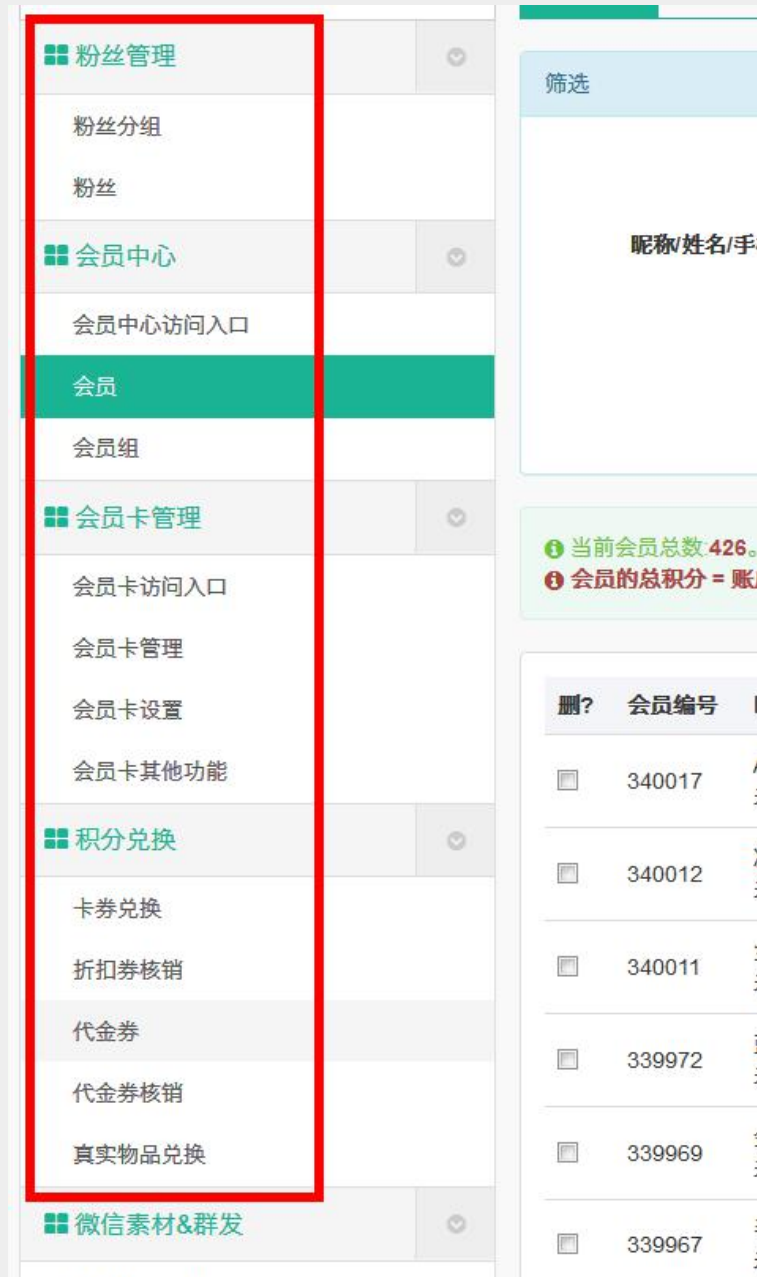 粉丝管理
粉丝分组
粉丝
会员中心
会员中心访问入口
会员
会员组
会员卡管理
会员卡访问入口
会员卡管理
会员卡设置
会员卡其他功能
积分兑换
卡券兑换
折扣券核销
代金券
代金券核销
真实物品兑换
微信素材&群发
筛选
昵称/姓名/手
当前会员总数:426。
会员的总积分 = 账
删? 会员编号
340017
340012
340011
339972
339969
339967